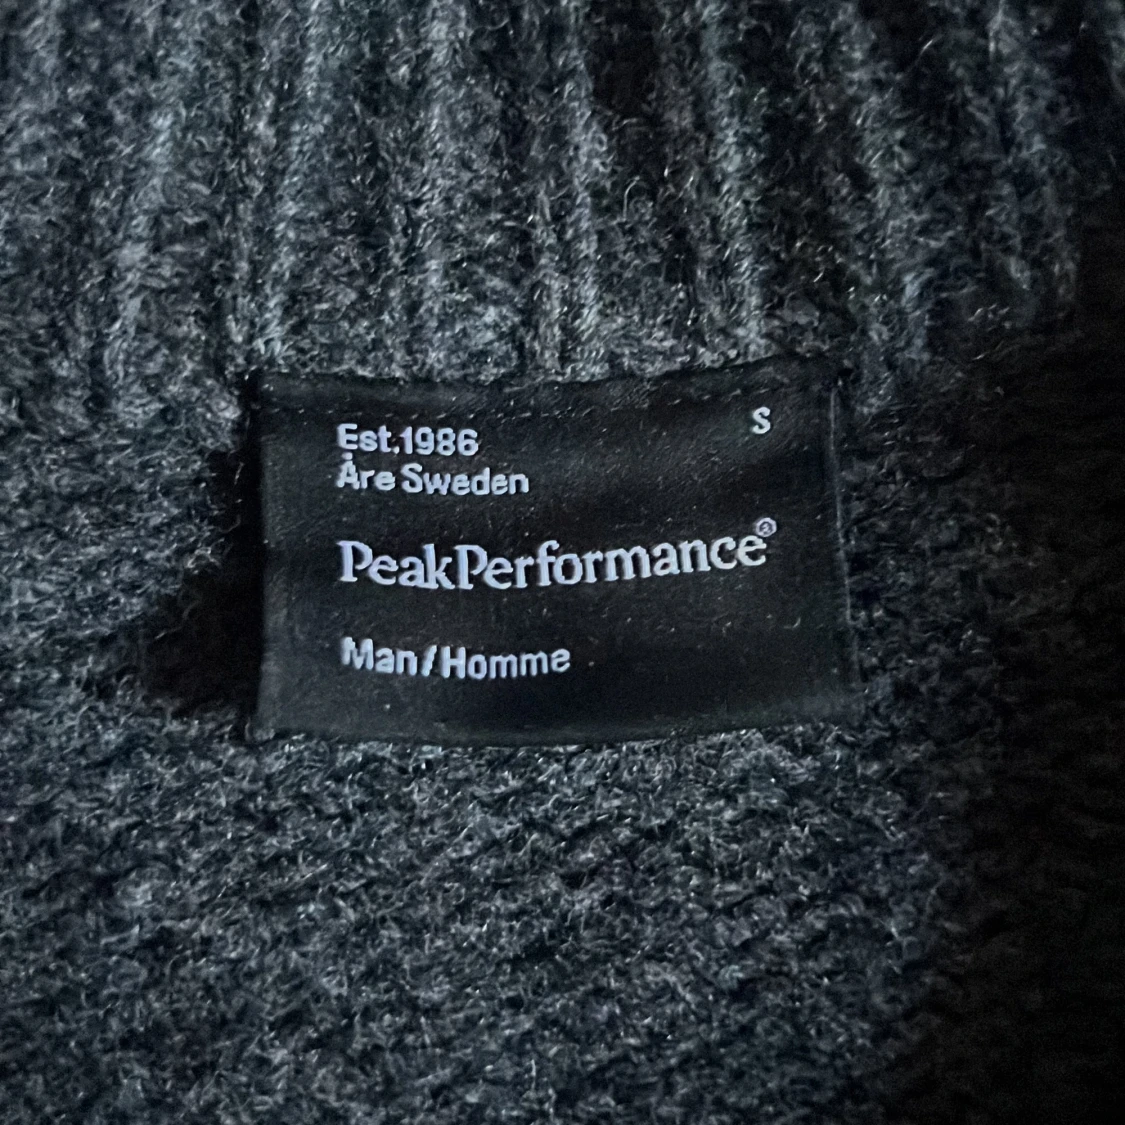 Est.1986
S
Åre Sweden
PeakPerformance®
Man/Homme